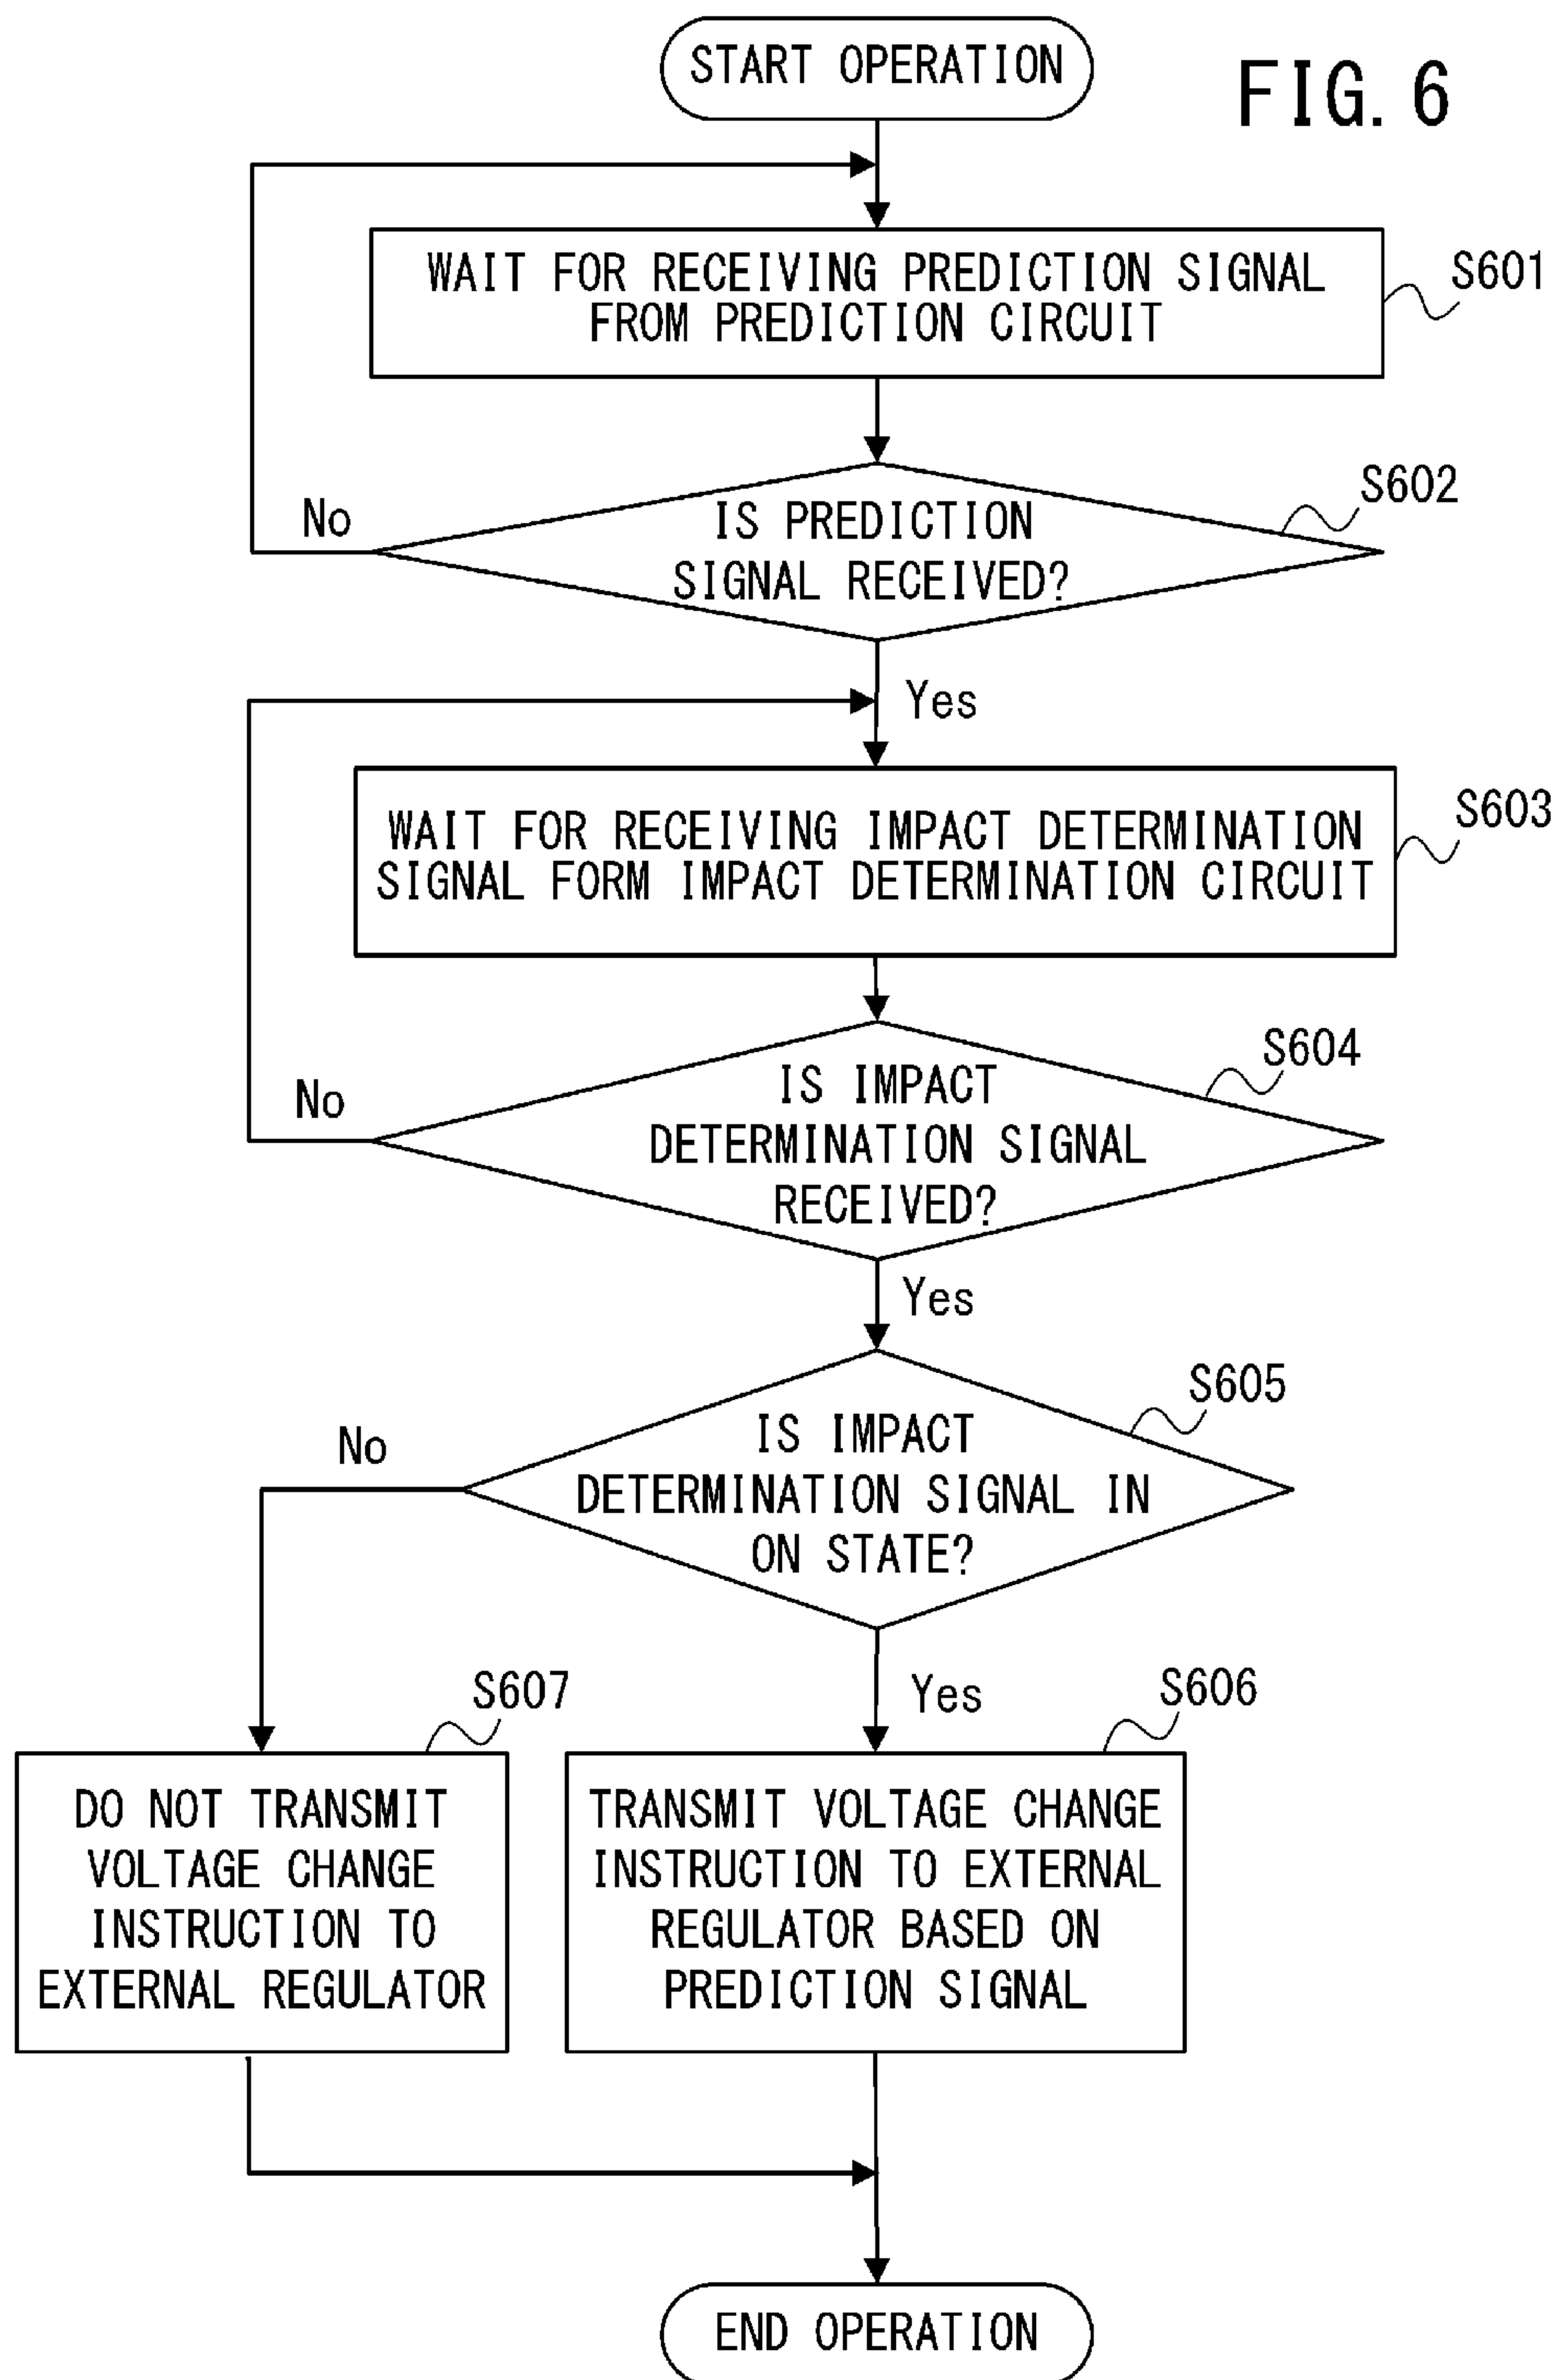 START OPERATION
FIG. 6
WAIT FOR RECEIVING PREDICTION SIGNAL
FROM PREDICTION CIRCUIT
S601
IS PREDICTION
SIGNAL RECEIVED?
S602
No
Yes
WAIT FOR RECEIVING IMPACT DETERMINATION
SIGNAL FORM IMPACT DETERMINATION CIRCUIT
S603
IS IMPACT
DETERMINATION SIGNAL
RECEIVED?
S604
No
Yes
IS IMPACT
DETERMINATION SIGNAL IN
ON STATE?
S605
No
Yes
S607
DO NOT TRANSMIT
VOLTAGE CHANGE
INSTRUCTION TO
EXTERNAL REGULATOR
S606
TRANSMIT VOLTAGE CHANGE
INSTRUCTION TO EXTERNAL
REGULATOR BASED ON
PREDICTION SIGNAL
END OPERATION